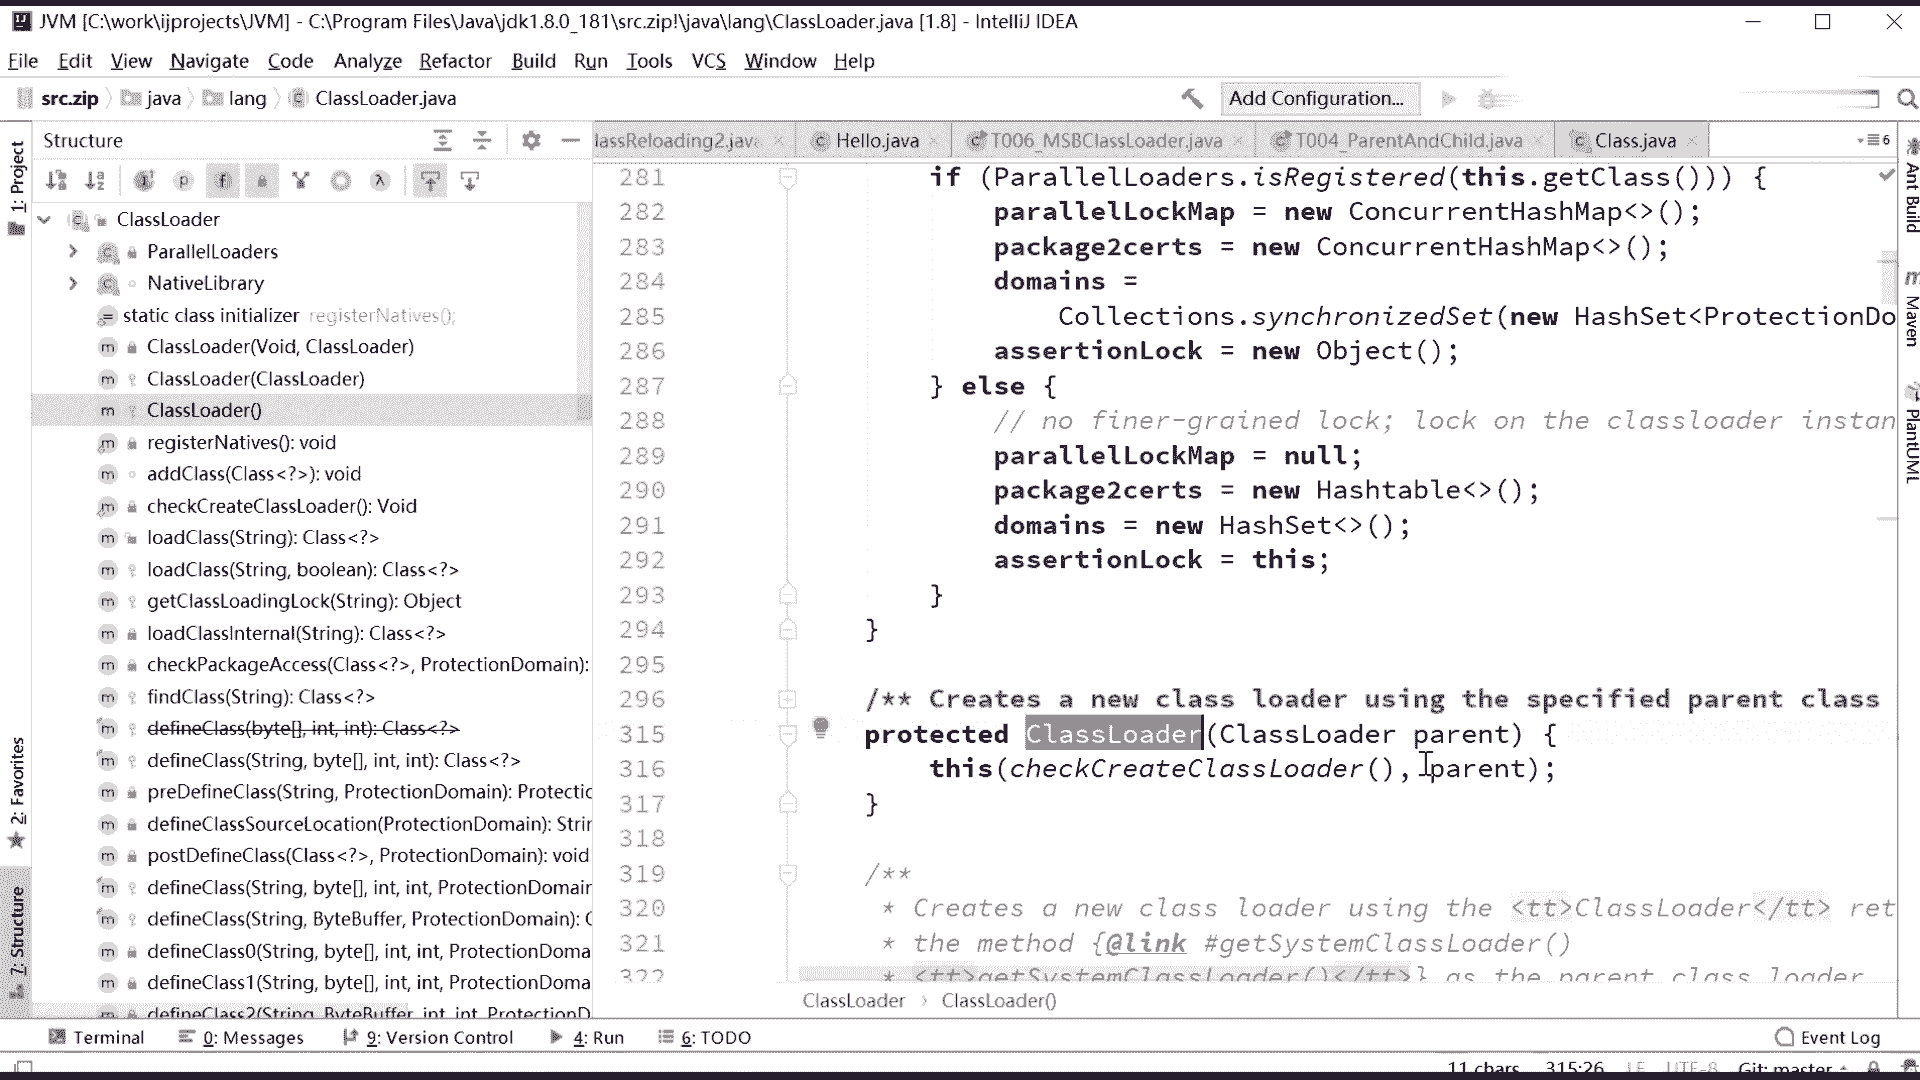 JVM [C:\work\ijprojects\JVM] - C:\Program Files\Java\jdk1.8.0_181\src.zip!\java\lang\ClassLoader.java [1.8] - IntelliJ IDEA
File Edit View Navigate Code Analyze Refactor Build Run Tools VCS Window Help
src.zip java lang ClassLoader.java Add Configuration...
Structure
lassReloading2.java Hello.java T006_MSBClassLoader.java T004_ParentAndChild.java Class.java 6
1: Project
2: Favorites
7: Structure
ClassLoader
ParallelLoaders
NativeLibrary
static class initializer registerNatives();
ClassLoader(Void, ClassLoader)
ClassLoader(ClassLoader)
ClassLoader()
registerNatives(): void
addClass(Class<?>): void
checkCreateClassLoader(): Void
loadClass(String): Class<?>
loadClass(String, boolean): Class<?>
getClassLoadingLock(String): Object
loadClassInternal(String): Class<?>
checkPackageAccess(Class<?>, ProtectionDomain):
findClass(String): Class<?>
defineClass(byte[], int, int): Class<?>
defineClass(String, byte[], int, int): Class<?>
preDefineClass(String, ProtectionDomain): Protectic
defineClassSourceLocation(ProtectionDomain): Strir
postDefineClass(Class<?>, ProtectionDomain): void
defineClass(String, byte[], int, int, ProtectionDomair
defineClass(String, ByteBuffer, ProtectionDomain): C
defineClass0(String, byte[], int, int, ProtectionDoma
defineClass1(String, byte[], int, int, ProtectionDoma
defineClass2(String, ByteBuffer, int, int, ProtectionD
281 if (ParallelLoaders.isRegistered(this.getClass())) {
282 parallelLockMap = new ConcurrentHashMap<>();
283 package2certs = new ConcurrentHashMap<>();
284 domains =
285 Collections.synchronizedSet(new HashSet<ProtectionDo
286 assertionLock = new Object();
287 } else {
288 // no finer-grained lock; lock on the classloader instan
289 parallelLockMap = null;
290 package2certs = new Hashtable<>();
291 domains = new HashSet<>();
292 assertionLock = this;
293 }
294 }
295
296 /** Creates a new class loader using the specified parent class
315 protected ClassLoader(ClassLoader parent) {
316 this(checkCreateClassLoader(), parent);
317 }
318
319 /**
320 * Creates a new class loader using the <tt>ClassLoader</tt> ret
321 * the method {@link #getSystemClassLoader()
322 * <tt>getSystemClassLoader()</tt>} as the parent class loader
ClassLoader ClassLoader()
Ant Build
Maven
PlantUML
Terminal 0: Messages 9: Version Control 4: Run 6: TODO Event Log
11 chars 315:26 LF UTF-8 Git: master